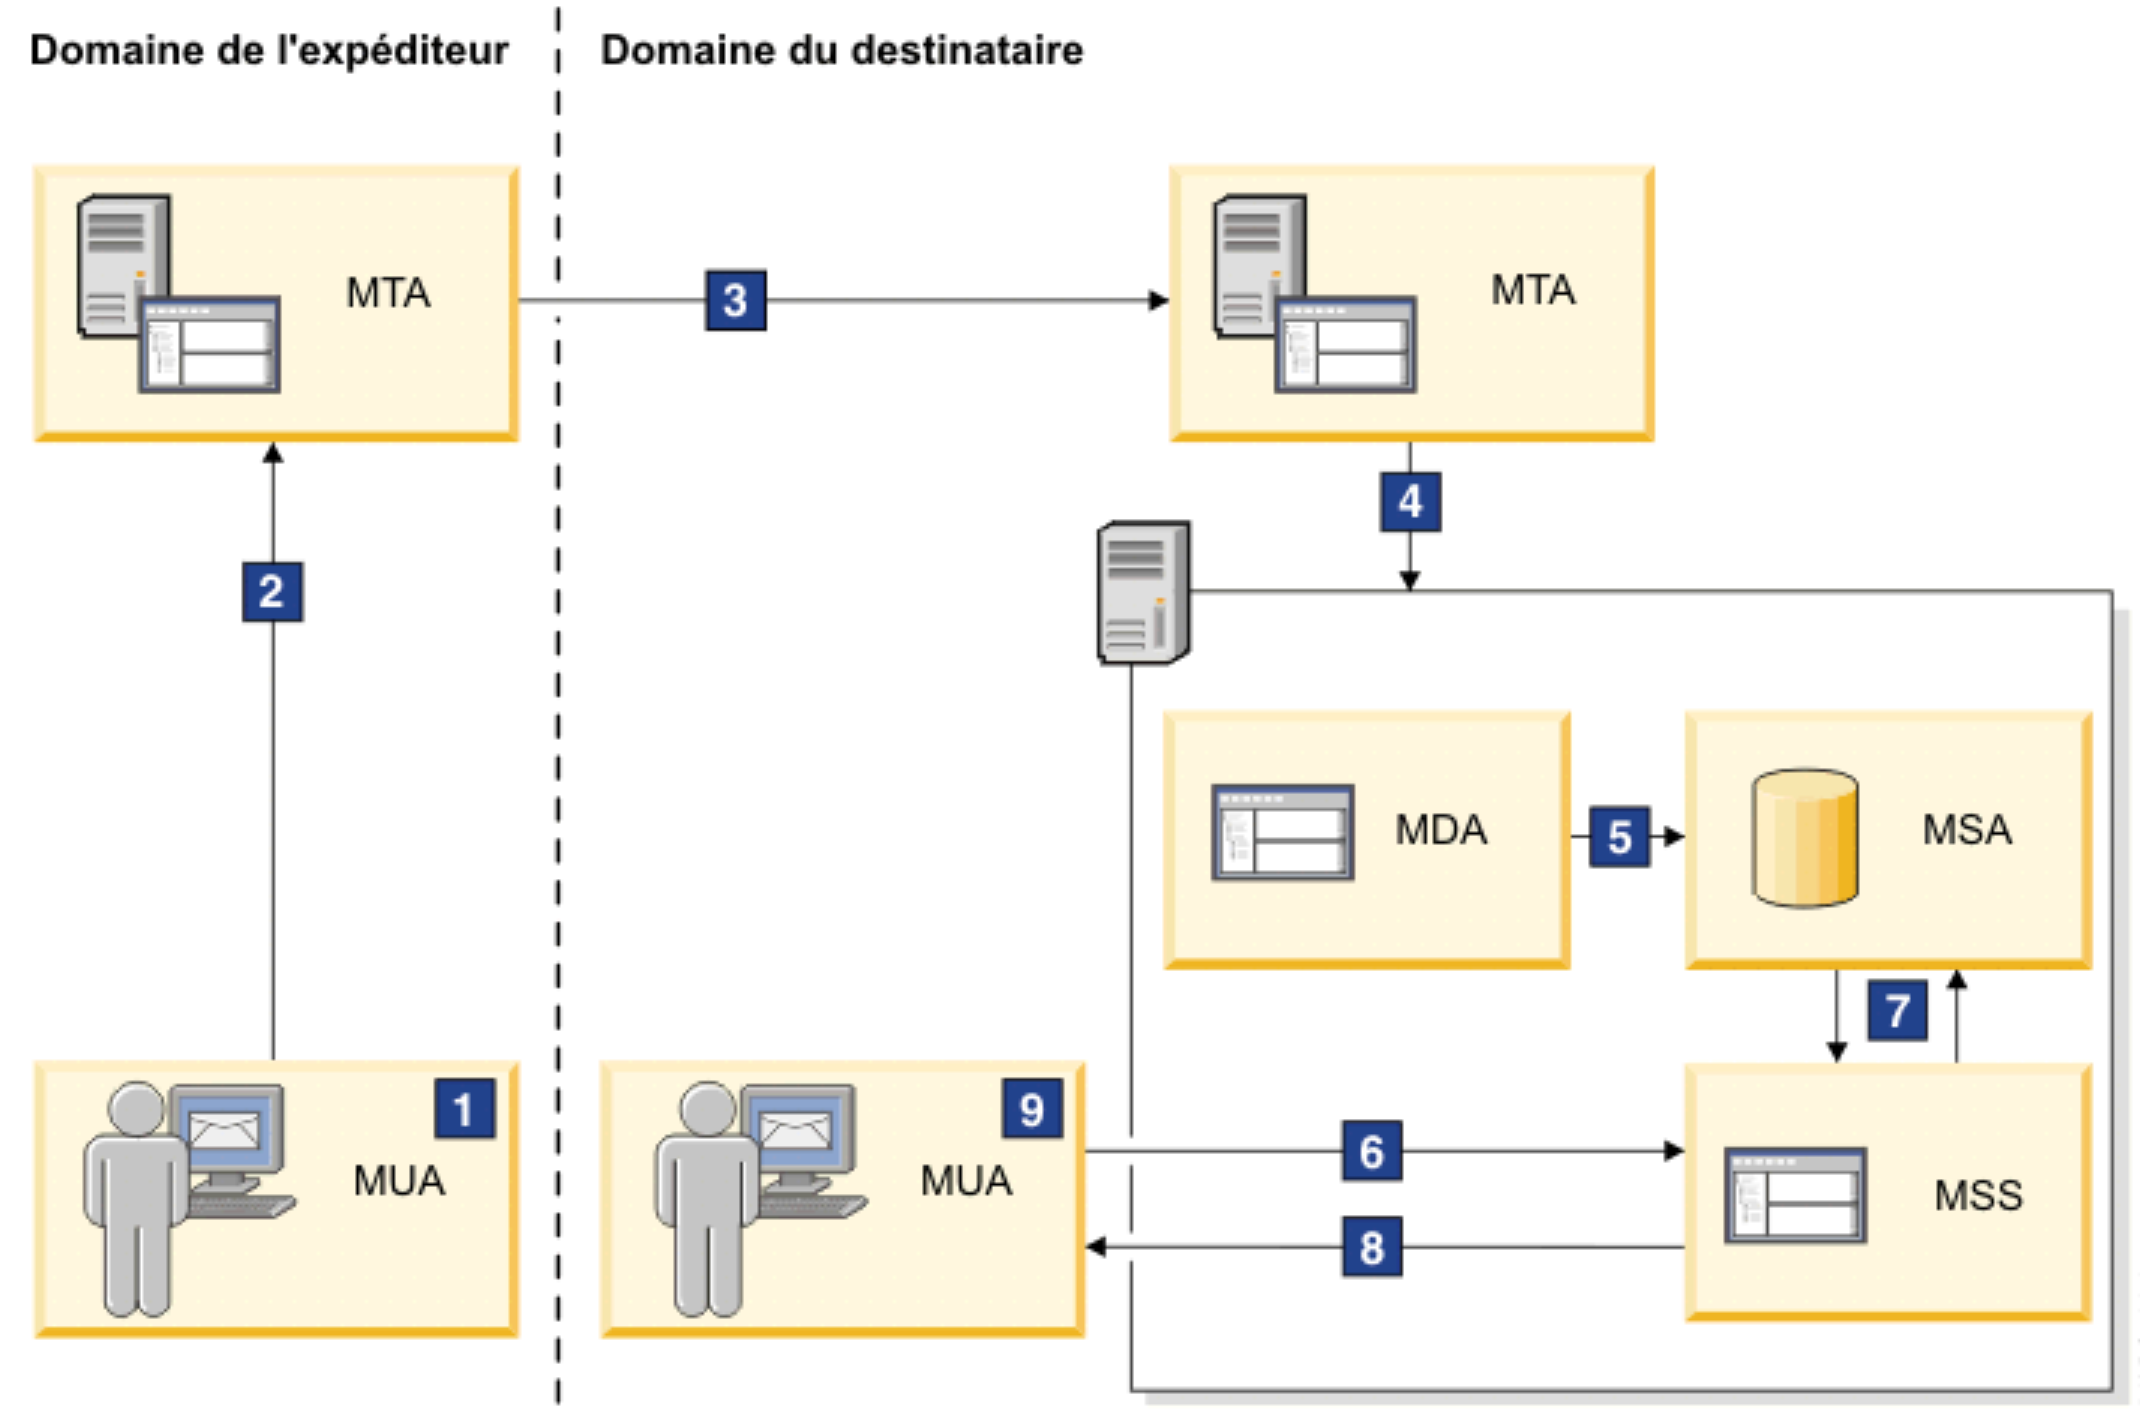 Domaine de l'expéditeur
Domaine du destinataire
MTA
3
MTA
4
2
MDA
5
MSA
7
1
MUA
9
MUA
6
8
MSS